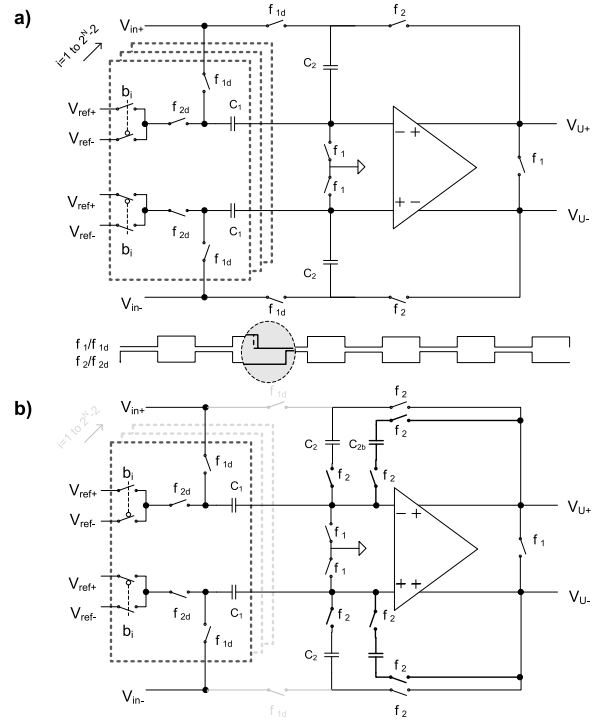 a)
i=1 to 2^N-2
V_in+
f_1d
f_2
f_1d
C_2
b_i
V_ref+
V_ref-
f_2d
C_1
− +
V_U+
f_1
f_1
f_1
V_ref+
V_ref-
+ −
V_U-
b_i
f_2d
C_1
f_1d
C_2
V_in-
f_1d
f_2
f_1/f_1d
f_2/f_2d
b)
i=1 to 2^N-2
V_in+
f_1d
f_2
f_2
C_2
C_2b
f_1d
f_2
f_2
b_i
V_ref+
V_ref-
f_2d
C_1
− +
V_U+
f_1
f_1
f_1
V_ref+
V_ref-
+ +
V_U-
b_i
f_2d
C_1
f_2
f_2
f_1d
C_2
f_2
V_in-
f_1d
f_2